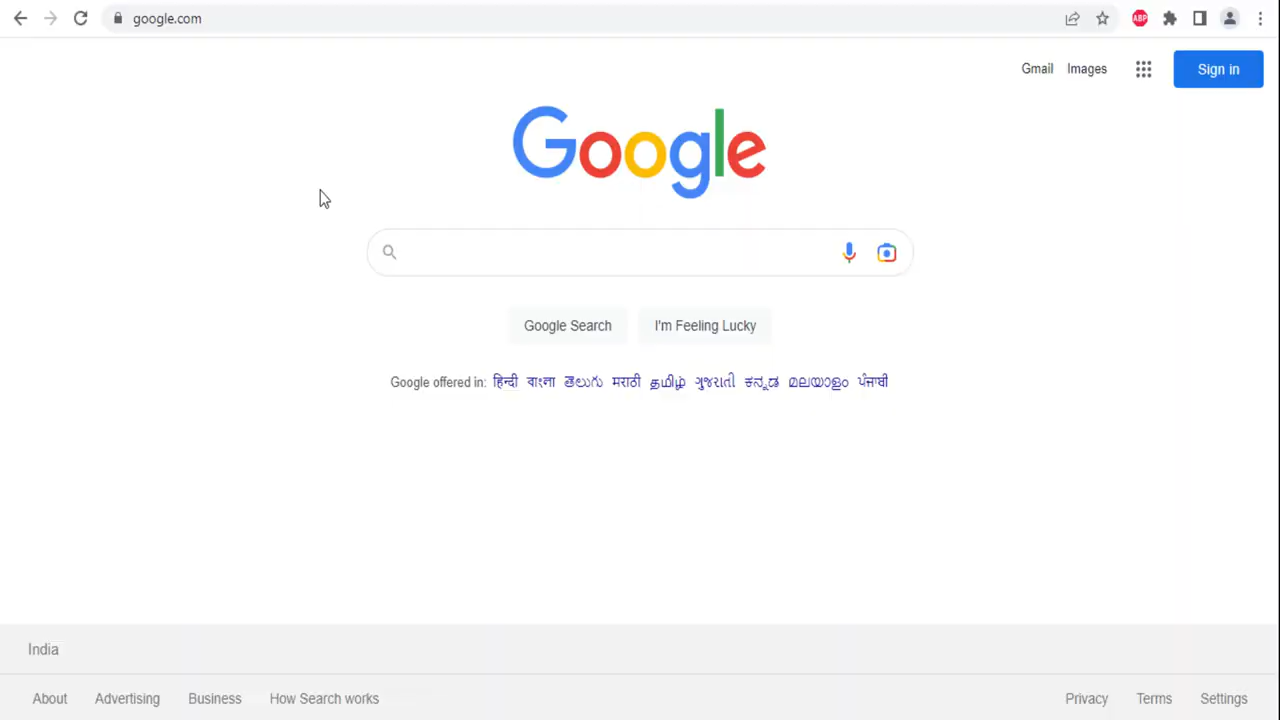 google.com
ABP
Gmail Images Sign in
Google
Google Search I'm Feeling Lucky
Google offered in: हिन्दी বাংলা తెలుగు मराठी தமிழ் ગુજરાતી ಕನ್ನಡ മലയാളം ਪੰਜਾਬੀ
India
About Advertising Business How Search works Privacy Terms Settings